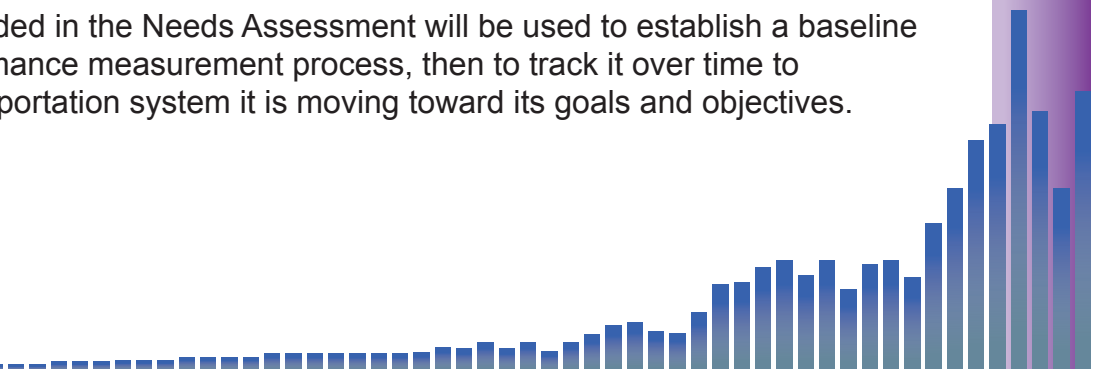 ded in the Needs Assessment will be used to establish a baseline
nance measurement process, then to track it over time to
portation system it is moving toward its goals and objectives.